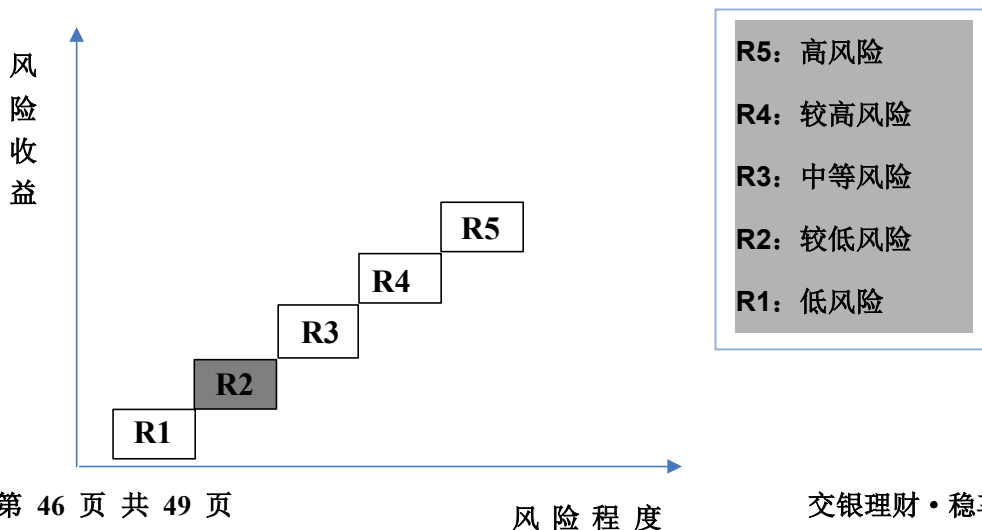 风险收益
R5
R4
R3
R2
R1
风 险 程 度
R5：高风险
R4：较高风险
R3：中等风险
R2：较低风险
R1：低风险
第 46 页 共 49 页
交银理财·稳